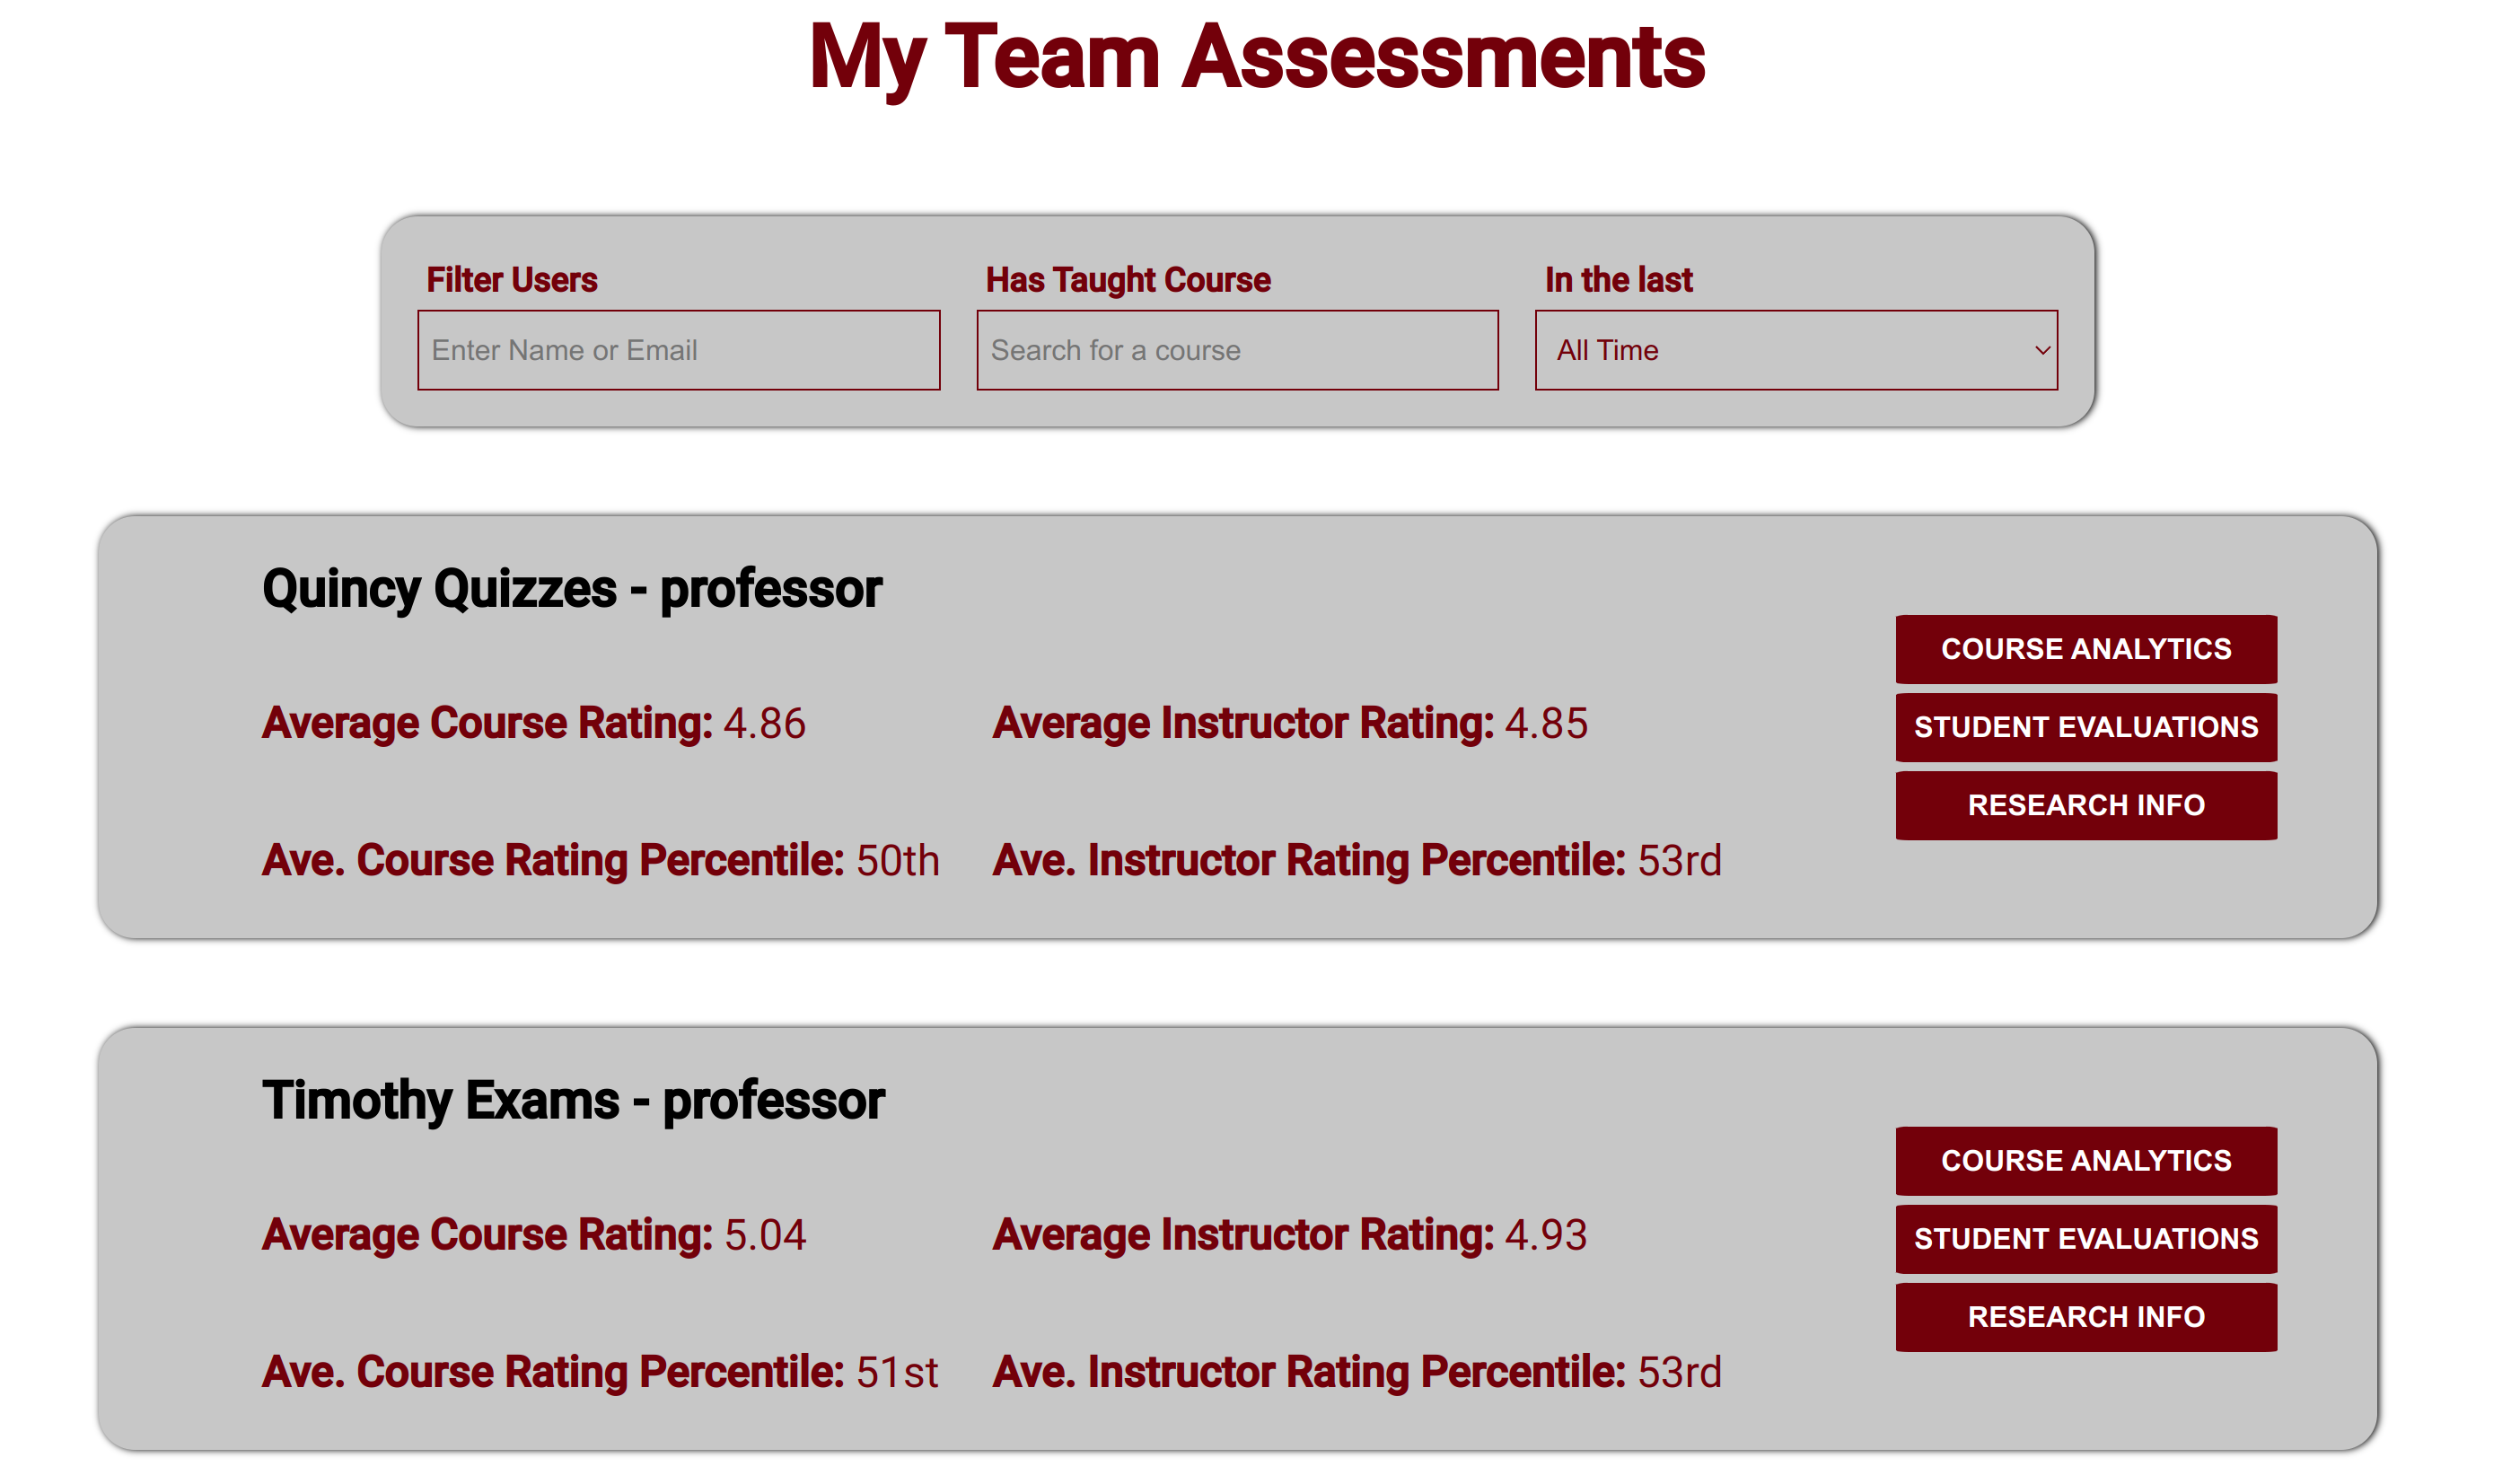 My Team Assessments
Filter Users
Has Taught Course
In the last
Enter Name or Email
Search for a course
All Time
Quincy Quizzes - professor
Average Course Rating: 4.86
Average Instructor Rating: 4.85
Ave. Course Rating Percentile: 50th
Ave. Instructor Rating Percentile: 53rd
COURSE ANALYTICS
STUDENT EVALUATIONS
RESEARCH INFO
Timothy Exams - professor
Average Course Rating: 5.04
Average Instructor Rating: 4.93
Ave. Course Rating Percentile: 51st
Ave. Instructor Rating Percentile: 53rd
COURSE ANALYTICS
STUDENT EVALUATIONS
RESEARCH INFO